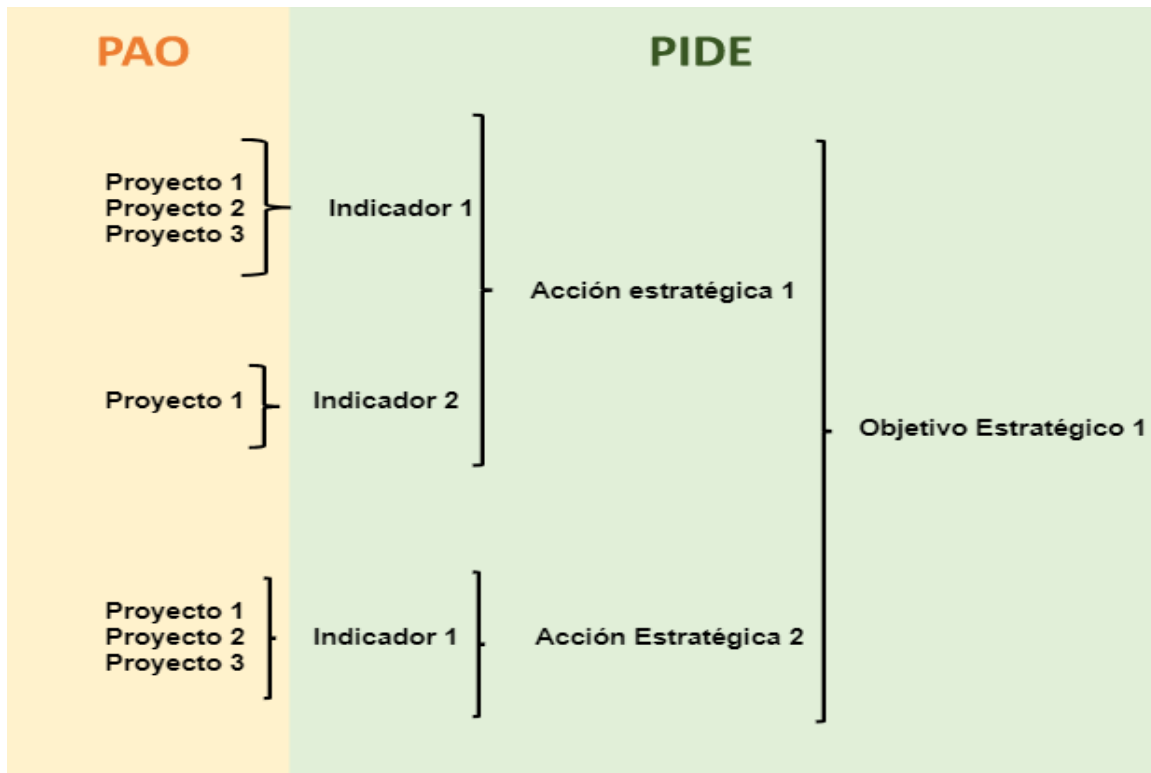 PAO
PIDE
Proyecto 1
Proyecto 2
Proyecto 3
Indicador 1
Acción estratégica 1
Proyecto 1
Indicador 2
Objetivo Estratégico 1
Proyecto 1
Proyecto 2
Proyecto 3
Indicador 1
Acción Estratégica 2